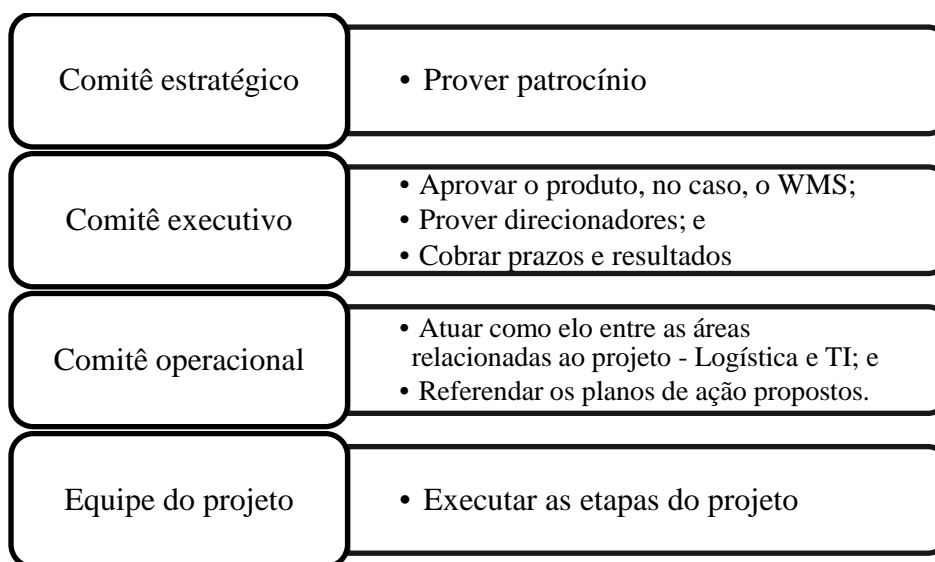 Comitê estratégico
• Prover patrocínio
Comitê executivo
• Aprovar o produto, no caso, o WMS;
• Prover direcionadores; e
• Cobrar prazos e resultados
Comitê operacional
• Atuar como elo entre as áreas
relacionadas ao projeto - Logística e TI; e
• Referendar os planos de ação propostos.
Equipe do projeto
• Executar as etapas do projeto